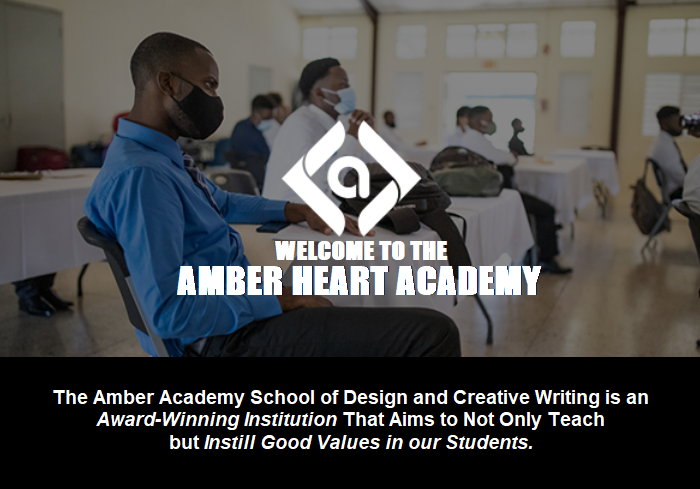 a
WELCOME TO THE
AMBER HEART ACADEMY
The Amber Academy School of Design and Creative Writing is an
Award-Winning Institution That Aims to Not Only Teach
but Instill Good Values in our Students.